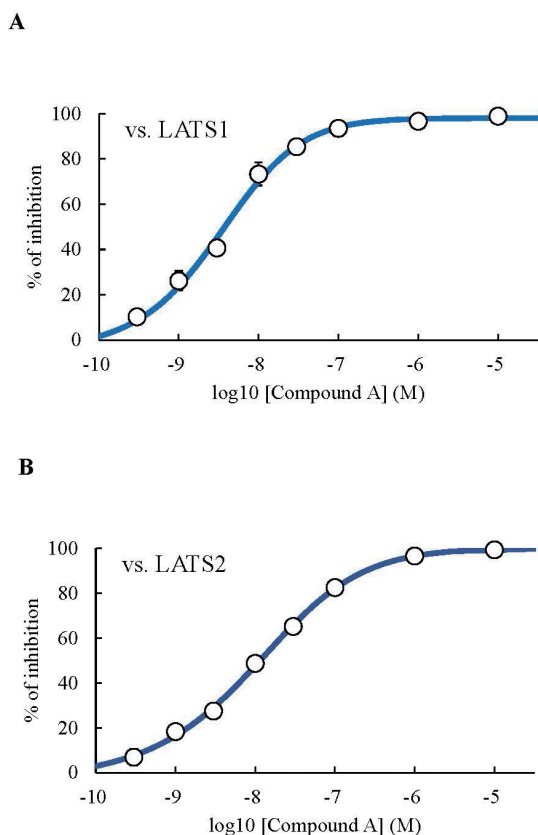 A
100
80
60
40
20
0
% of inhibition
vs. LATS1
-10 -9 -8 -7 -6 -5
log10 [Compound A] (M)
B
100
80
60
40
20
0
% of inhibition
vs. LATS2
-10 -9 -8 -7 -6 -5
log10 [Compound A] (M)